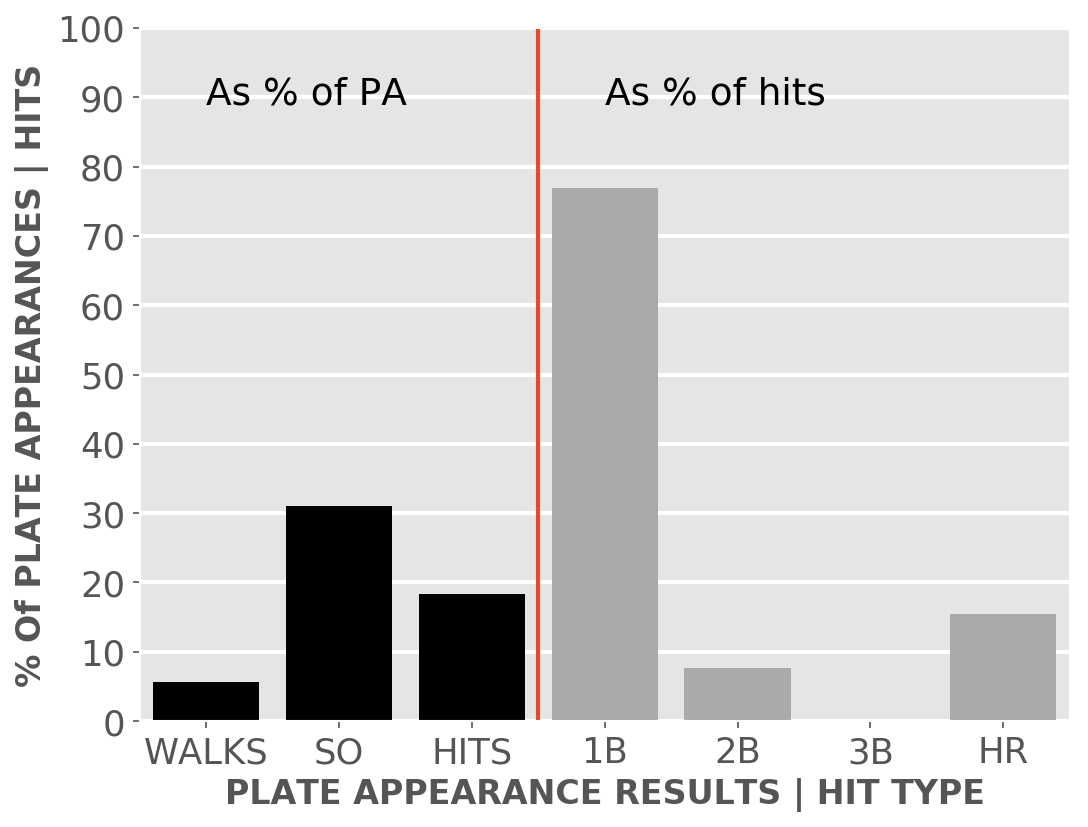 % Of PLATE APPEARANCES | HITS
100
90
80
70
60
50
40
30
20
10
0
As % of PA
As % of hits
WALKS SO HITS 1B 2B 3B HR
PLATE APPEARANCE RESULTS | HIT TYPE